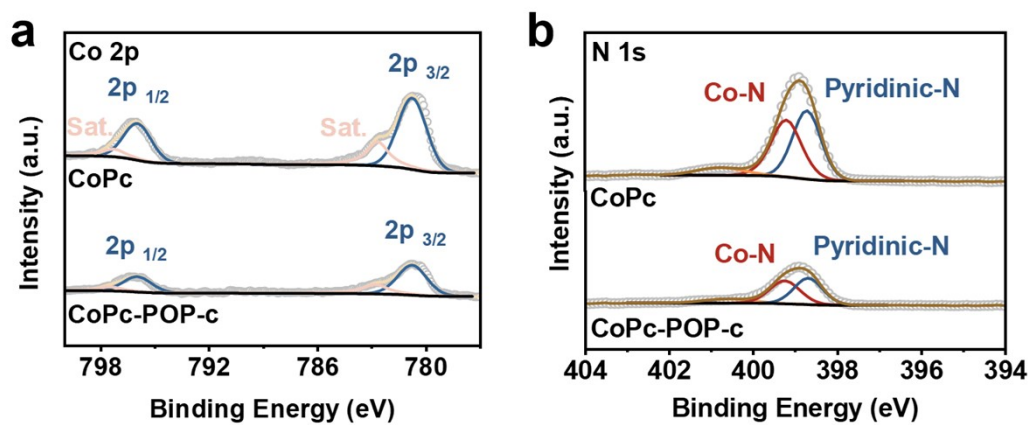 a
Co 2p
2p 1/2
2p 3/2
Sat.
Sat.
CoPc
2p 1/2
2p 3/2
CoPc-POP-c
798 792 786 780
Binding Energy (eV)
Intensity (a.u.)
b
N 1s
Co-N
Pyridinic-N
CoPc
Co-N
Pyridinic-N
CoPc-POP-c
404 402 400 398 396 394
Binding Energy (eV)
Intensity (a.u.)